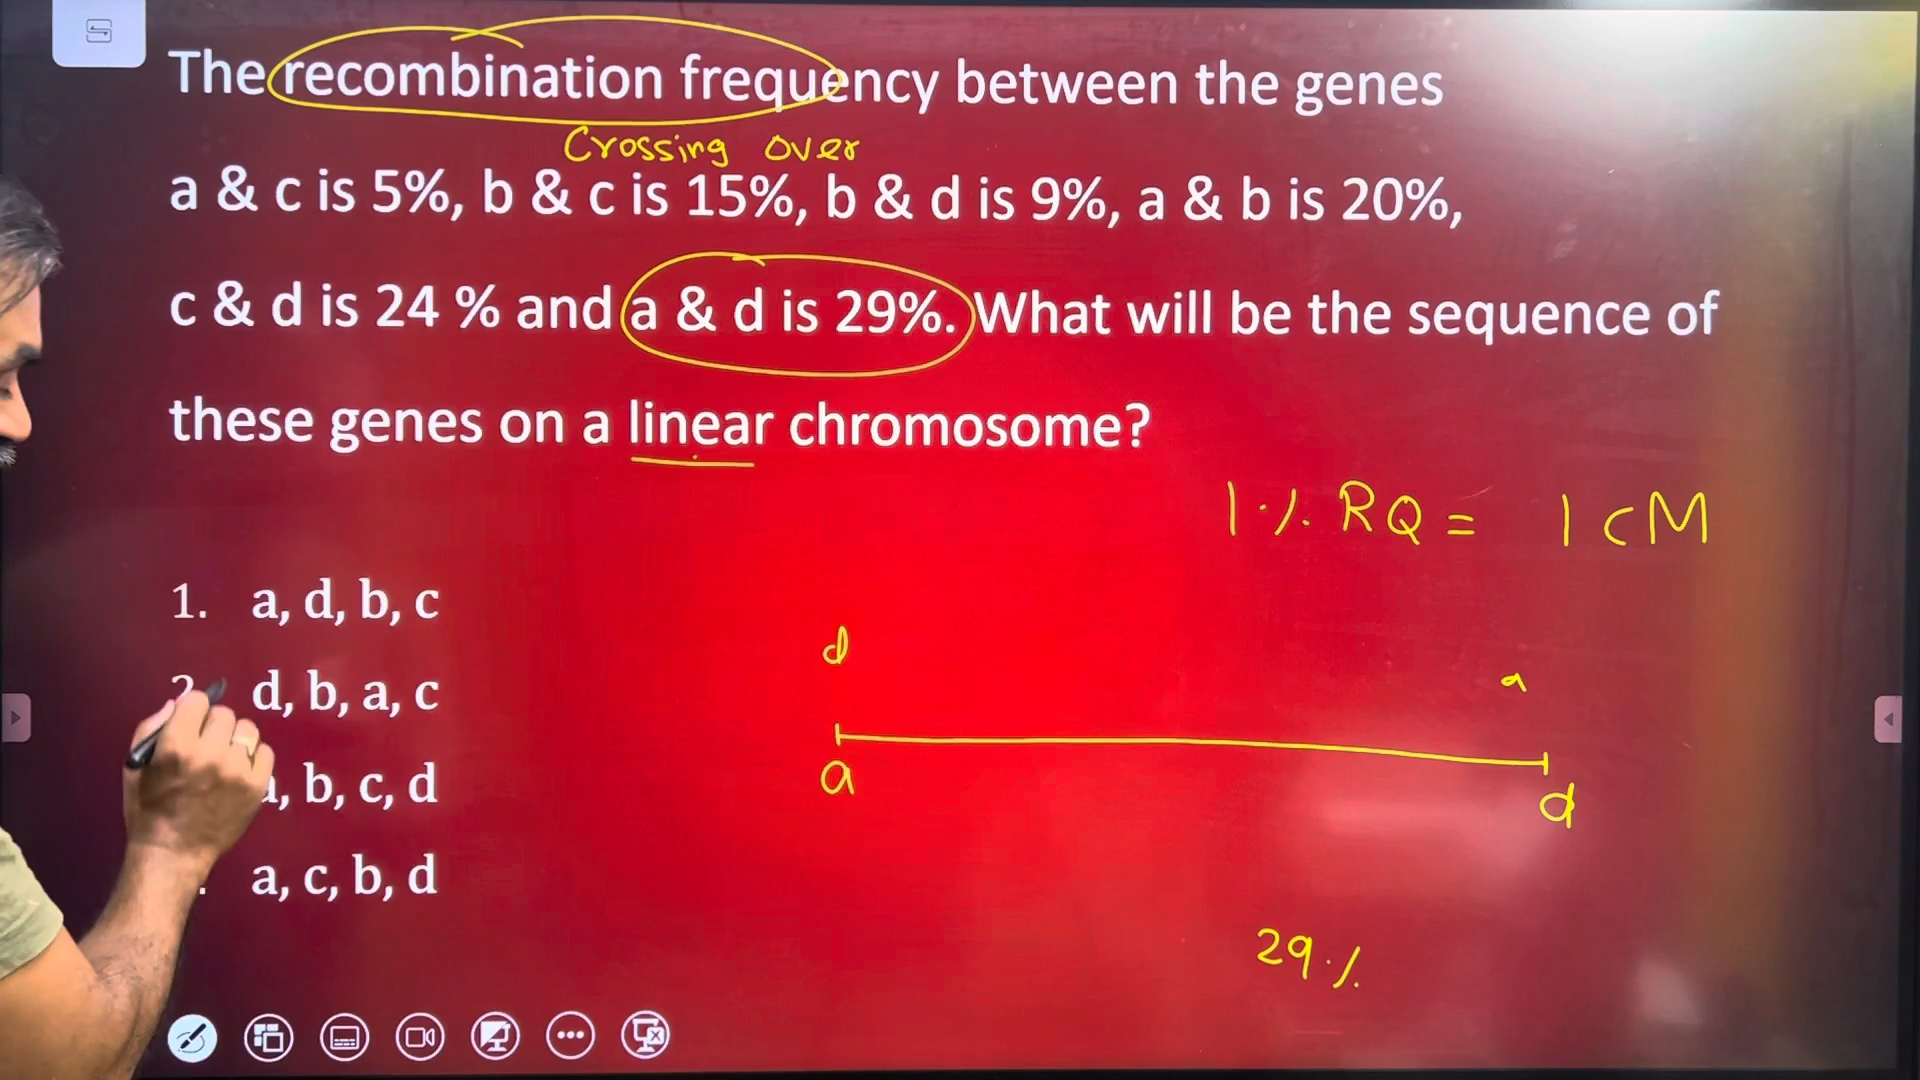 The recombination frequency between the genes
Crossing over
a & c is 5%, b & c is 15%, b & d is 9%, a & b is 20%,
c & d is 24 % and a & d is 29%. What will be the sequence of
these genes on a linear chromosome?
1 % RQ = 1 cM
1. a, d, b, c
d, b, a, c
a, b, c, d
a, c, b, d
d a
a d
29 %